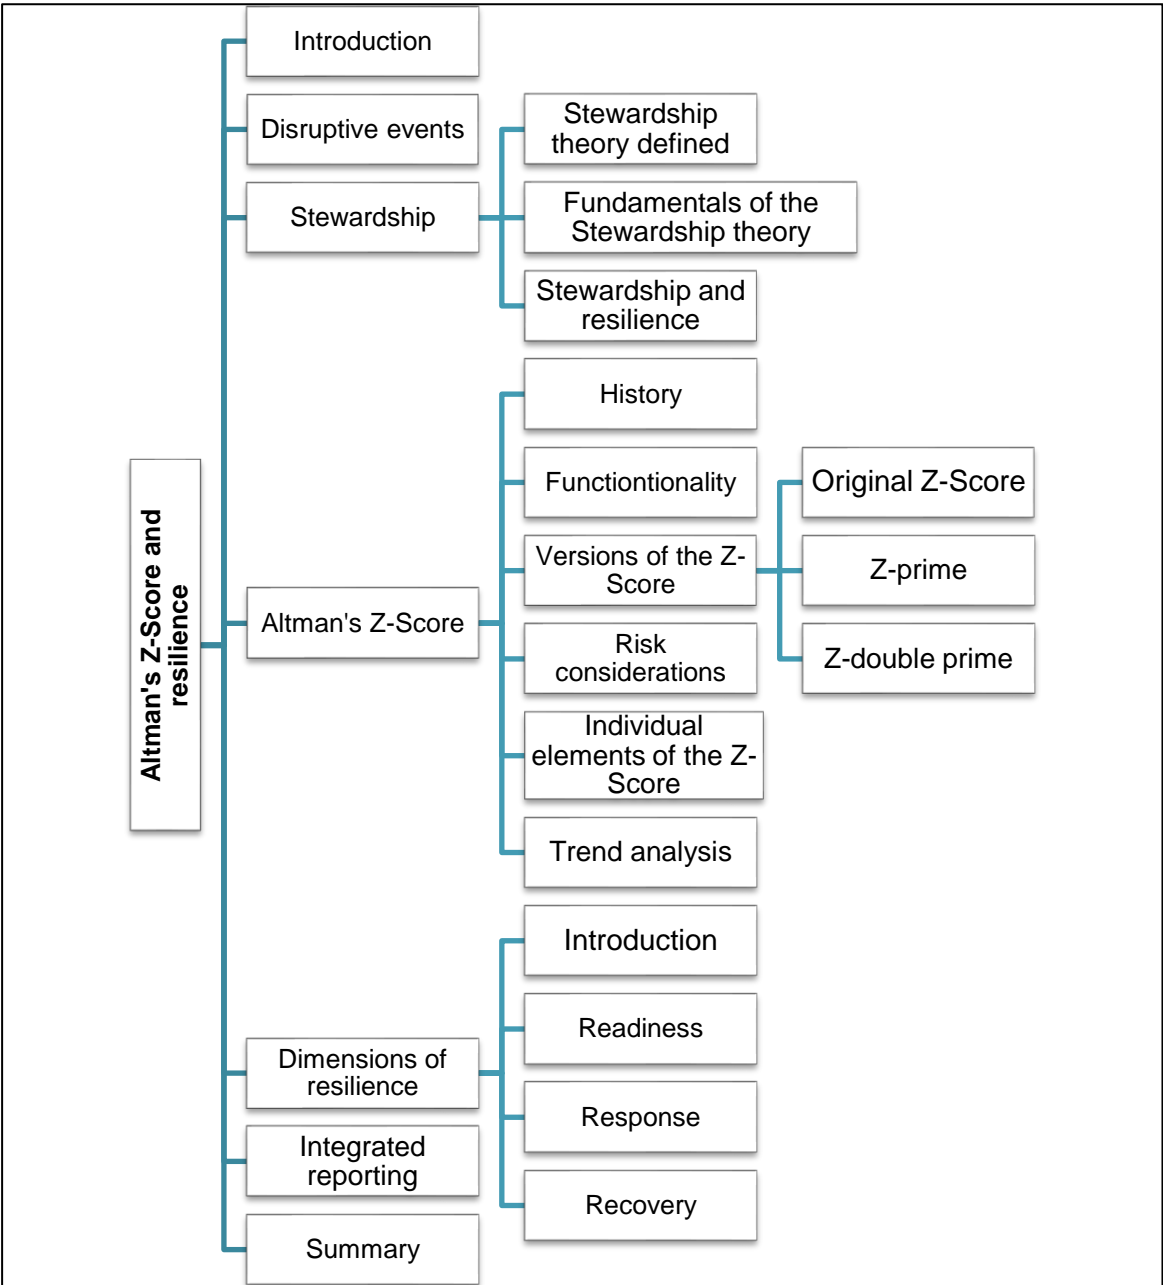 Altman's Z-Score and
resilience
Introduction
Disruptive events
Stewardship
Stewardship
theory defined
Fundamentals of the
Stewardship theory
Stewardship and
resilience
Altman's Z-Score
History
Functiontionality
Versions of the Z-
Score
Original Z-Score
Z-prime
Z-double prime
Risk
considerations
Individual
elements of the Z-
Score
Trend analysis
Dimensions of
resilience
Introduction
Readiness
Response
Recovery
Integrated
reporting
Summary